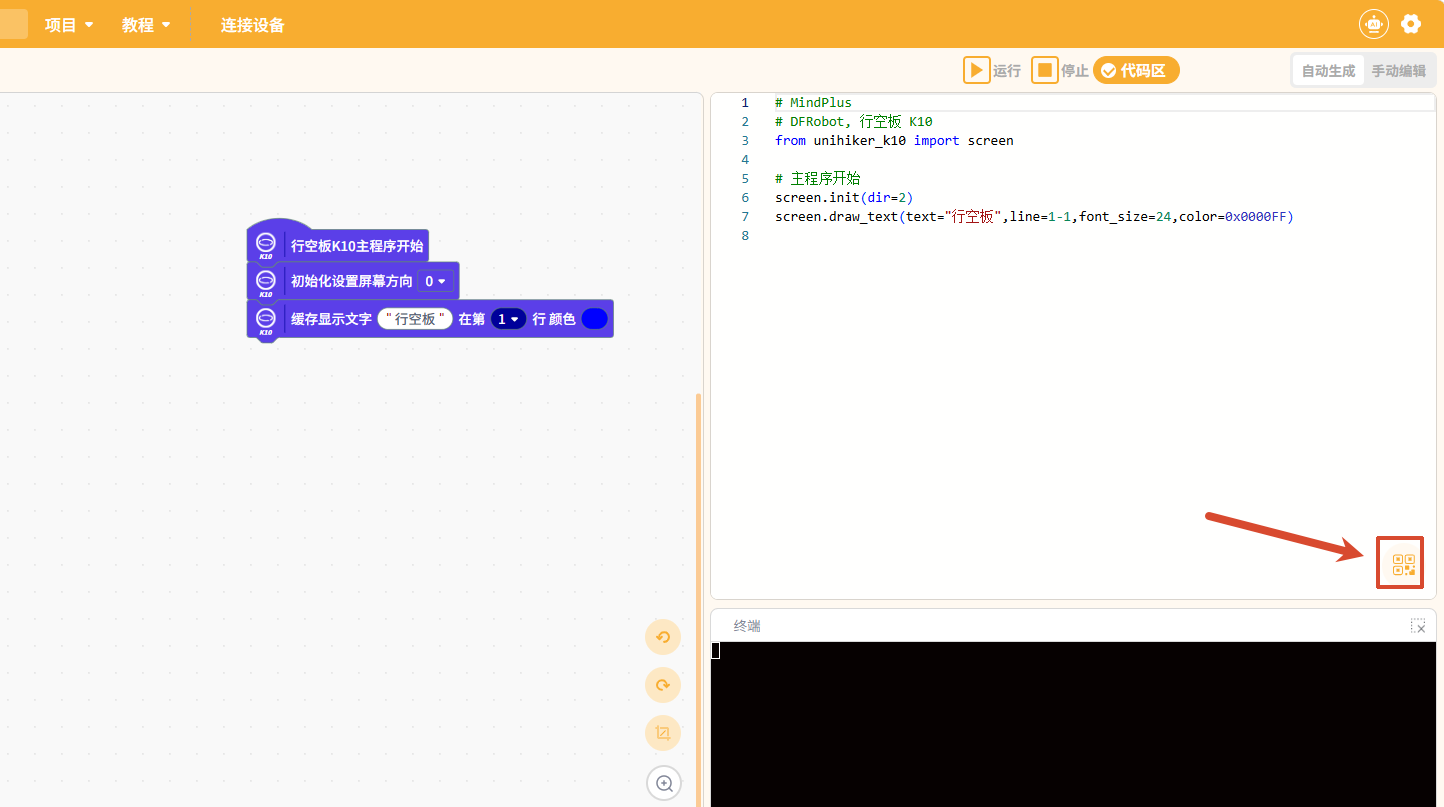 项目 教程 连接设备
运行 停止 代码区 自动生成 手动编辑
1 # MindPlus
2 # DFRobot, 行空板 K10
3 from unihiker_k10 import screen
4
5 # 主程序开始
6 screen.init(dir=2)
7 screen.draw_text(text="行空板",line=1-1,font_size=24,color=0x0000FF)
8
K10 行空板K10主程序开始
K10 初始化设置屏幕方向 0
K10 缓存显示文字 "行空板" 在第 1 行 颜色
终端